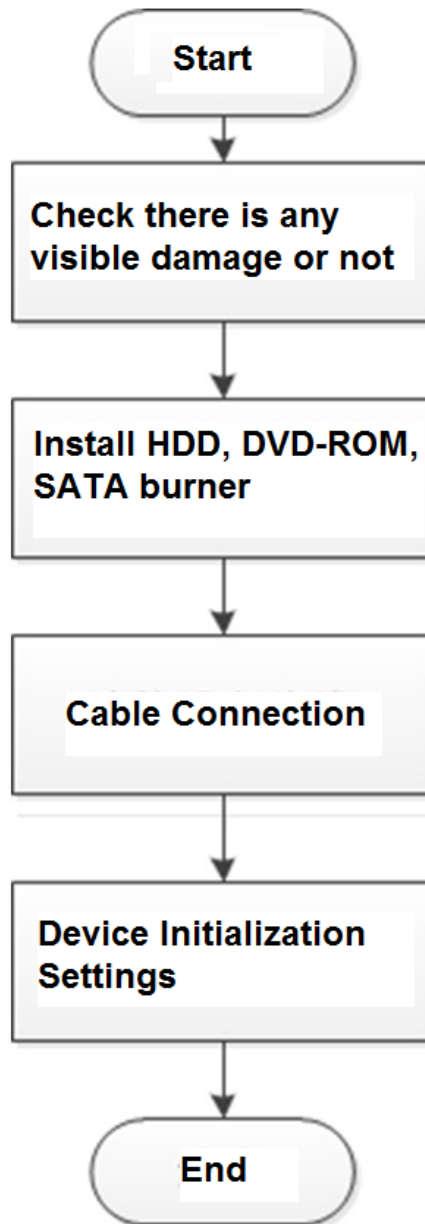 Start
Check there is any
visible damage or not
Install HDD, DVD-ROM,
SATA burner
Cable Connection
Device Initialization
Settings
End